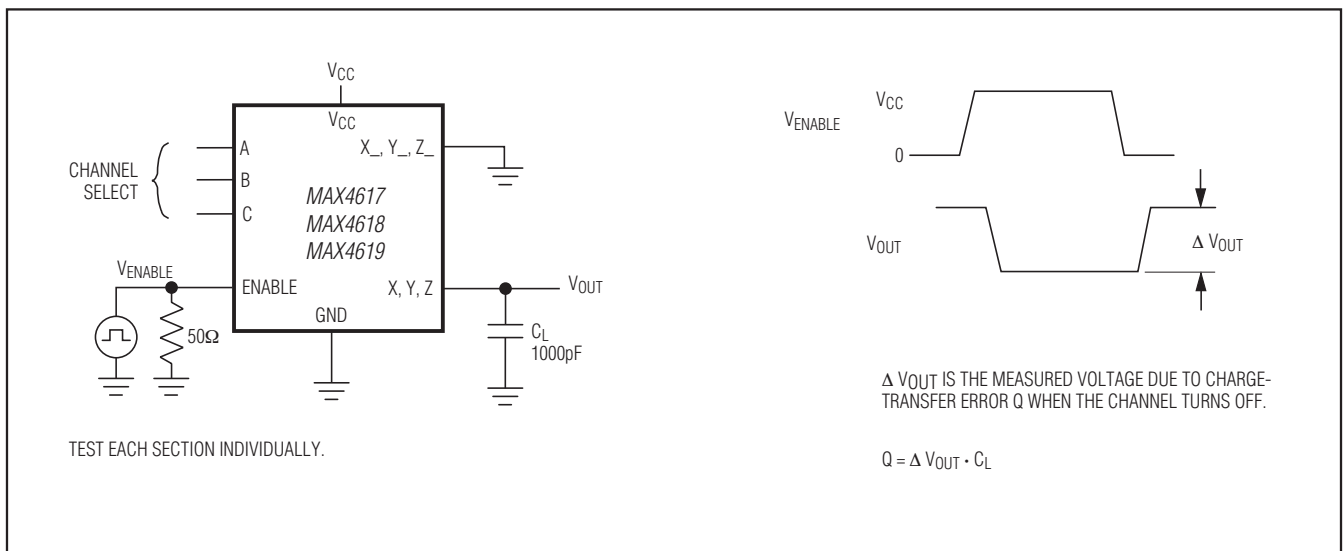 VCC
VCC
A
B
C
CHANNEL
SELECT
X_, Y_, Z_
MAX4617
MAX4618
MAX4619
VENABLE
ENABLE
X, Y, Z
VOUT
GND
50Ω
CL
1000pF
TEST EACH SECTION INDIVIDUALLY.
VENABLE
VCC
0
VOUT
Δ VOUT
Δ VOUT IS THE MEASURED VOLTAGE DUE TO CHARGE-
TRANSFER ERROR Q WHEN THE CHANNEL TURNS OFF.
Q = Δ VOUT · CL